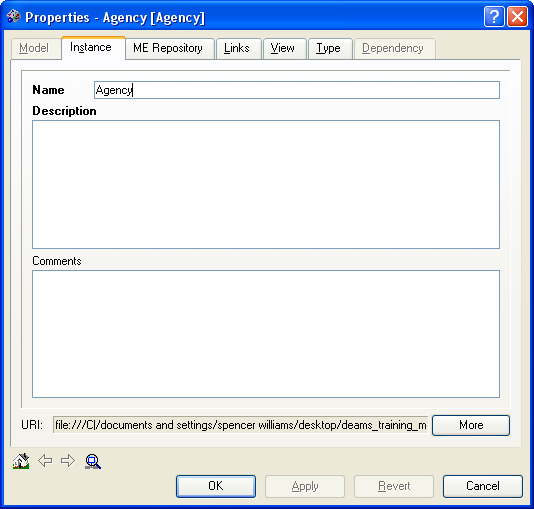 Properties - Agency [Agency]
Model Instance ME Repository Links View Type Dependency
Name Agency
Description
Comments
URI: file:///C|/documents and settings/spencer williams/desktop/deams_training_m More
OK Apply Revert Cancel